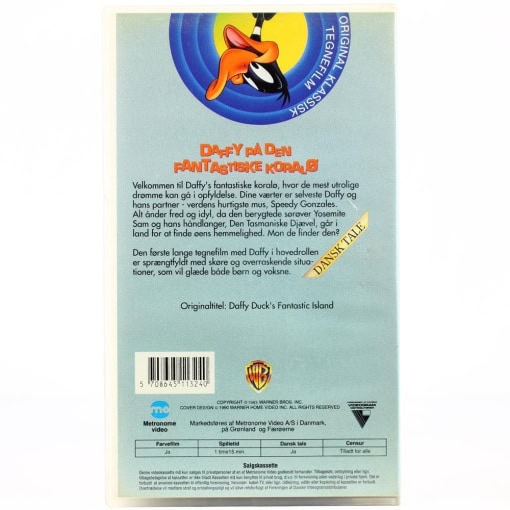 ORIGINAL KLASSISK
TEGNEFILM
DAFFY PÅ DEN
FANTASTISKE KORALØ
Velkommen til Daffy's fantastiske koralø, hvor de mest utrolige
drømme kan gå i opfyldelse. Dine værter er selveste Daffy og
hans partner - verdens hurtigste mus, Speedy Gonzales.
Alt ånder fred og idyl, da den berygtede sørøver Yosemite
Sam og hans håndlanger, Den Tasmaniske Djævel, går i
land for at finde øens hemmelighed. Mon de finder den?
DANSK TALE
Den første lange tegnefilm med Daffy i hovedrollen
er sprængtfyldt med skøre og overraskende situa-
tioner, som vil glæde både børn og voksne.
Originaltitel: Daffy Duck's Fantastic Island
5 708645 113240
WB
COPYRIGHT © 1983 WARNER BROS. INC.
COVER DESIGN © 1990 WARNER HOME VIDEO INC. ALL RIGHTS RESERVED.
Metronome
video
Markedsføres af Metronome Video A/S i Danmark,
på Grønland og Færøerne
Farvefilm Spilletid Dansk tale Censur
Ja 1 time15 min. Ja Tilladt for alle
Salgskassette